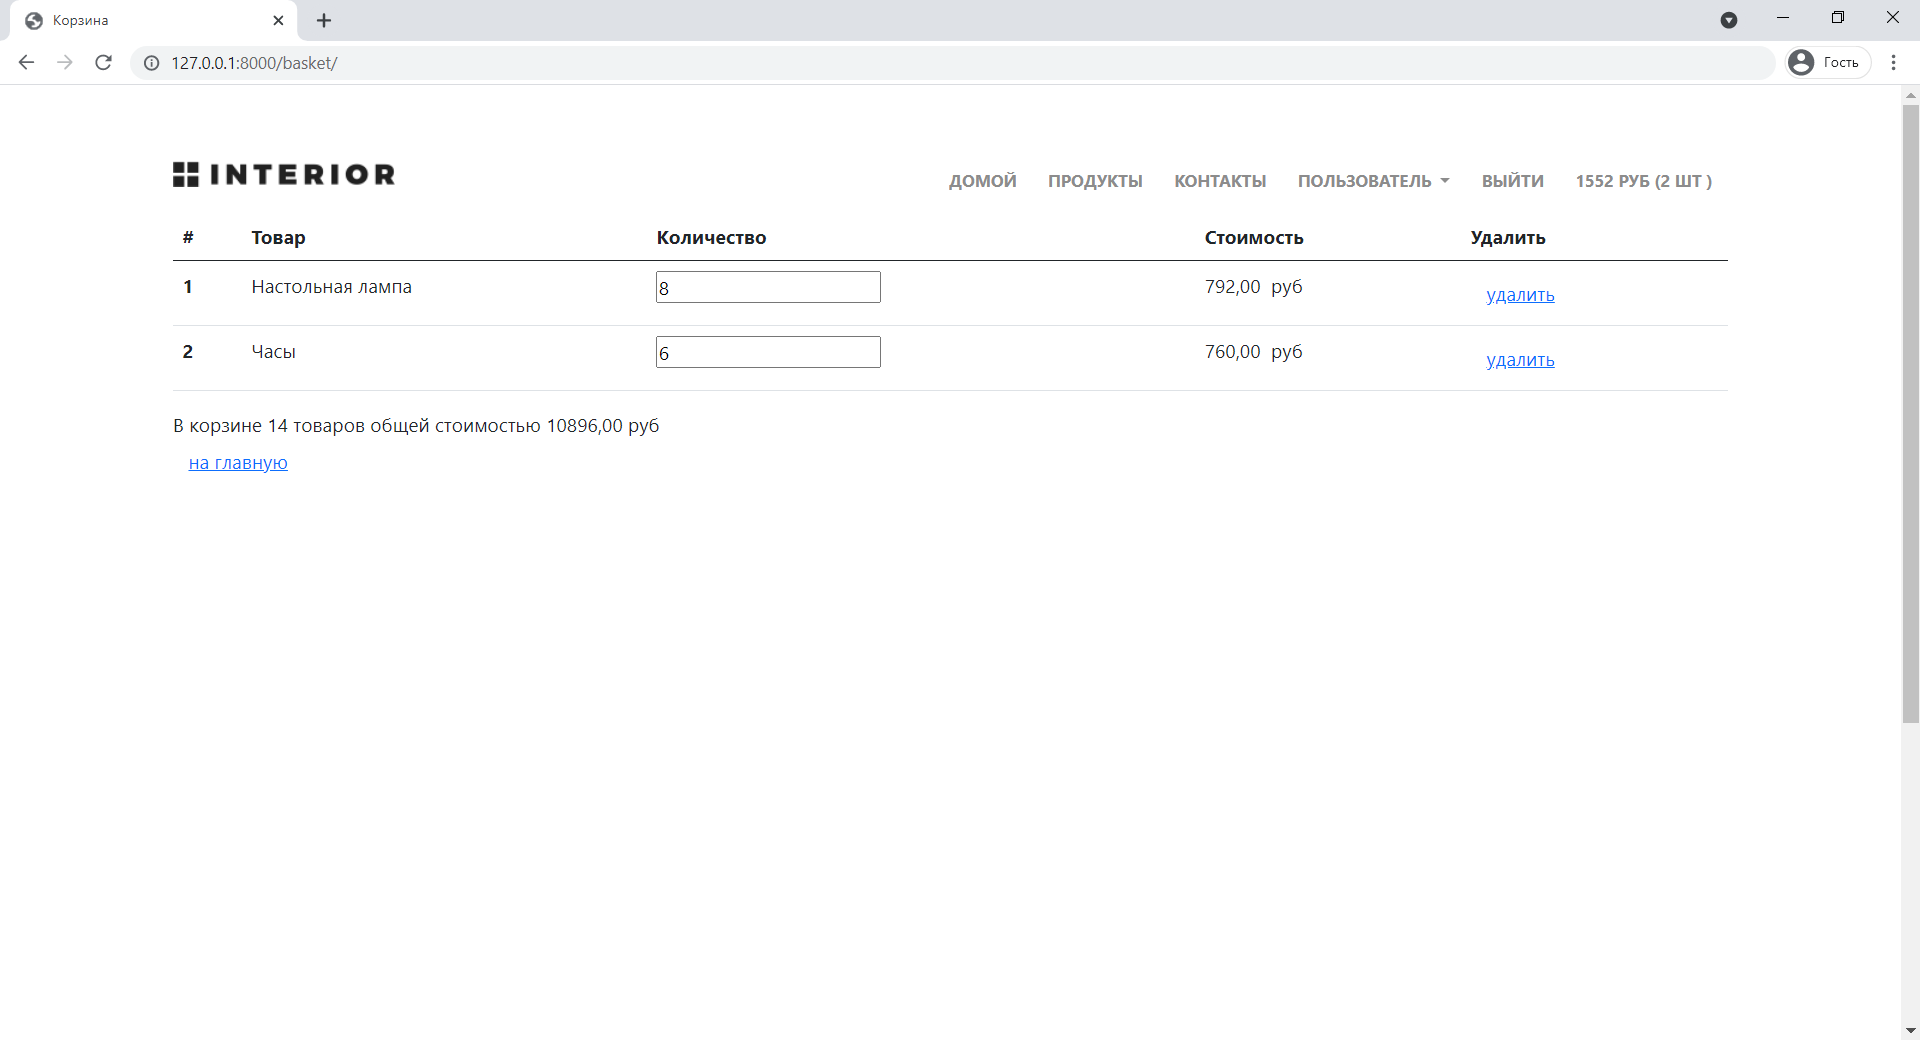 Корзина
127.0.0.1:8000/basket/
Гость
INTERIOR
ДОМОЙ ПРОДУКТЫ КОНТАКТЫ ПОЛЬЗОВАТЕЛЬ ВЫЙТИ 1552 РУБ (2 ШТ )
# Товар Количество Стоимость Удалить
1 Настольная лампа 8 792,00 руб удалить
2 Часы 6 760,00 руб удалить
В корзине 14 товаров общей стоимостью 10896,00 руб
на главную